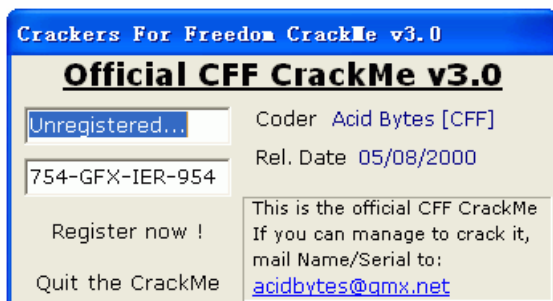 Crackers For Freedom CrackMe v3.0
Official CFF CrackMe v3.0
Unregistered...
Coder Acid Bytes [CFF]
Rel. Date 05/08/2000
754-GFX-IER-954
Register now !
Quit the CrackMe
This is the official CFF CrackMe
If you can manage to crack it,
mail Name/Serial to:
acidbytes@gmx.net